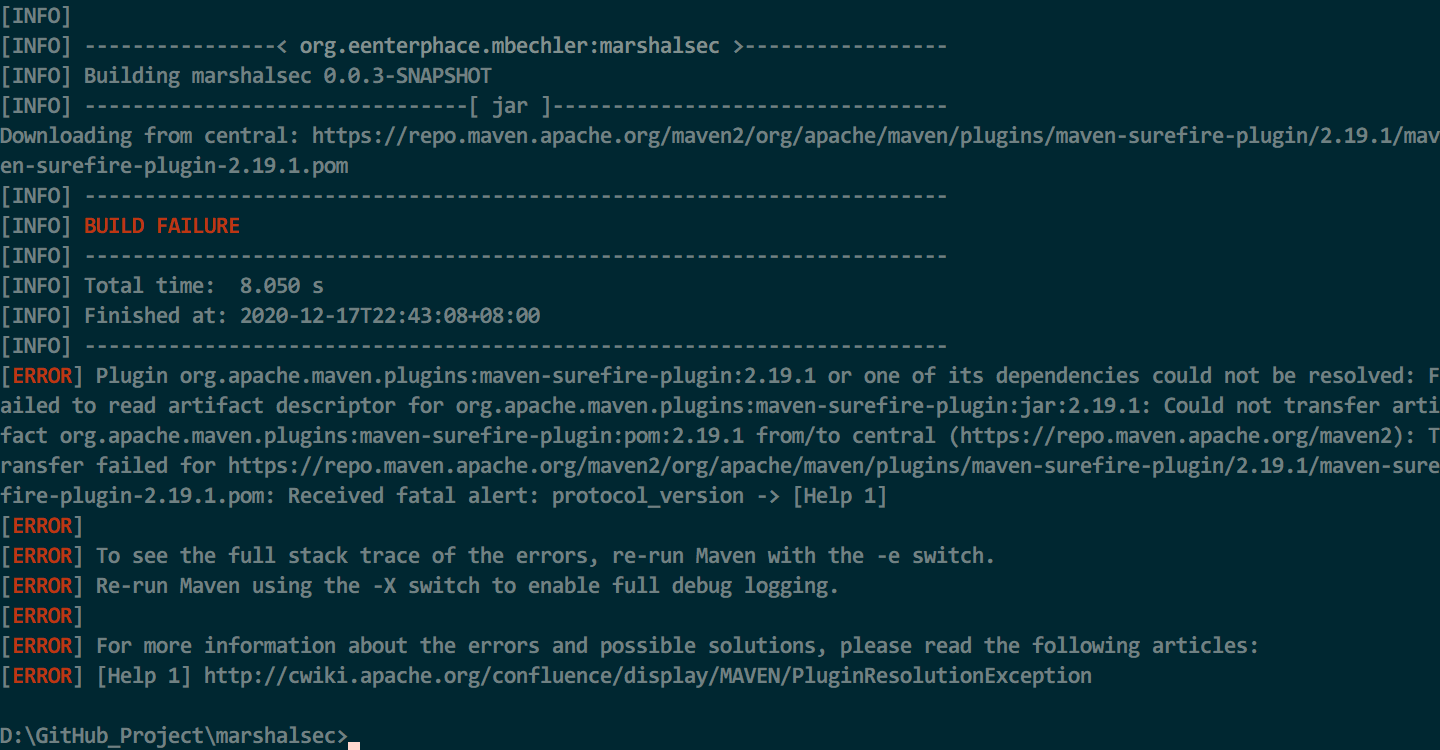 [INFO]
[INFO] ----------------< org.eenterphace.mbechler:marshalsec >-----------------
[INFO] Building marshalsec 0.0.3-SNAPSHOT
[INFO] --------------------------------[ jar ]---------------------------------
Downloading from central: https://repo.maven.apache.org/maven2/org/apache/maven/plugins/maven-surefire-plugin/2.19.1/mav
en-surefire-plugin-2.19.1.pom
[INFO] ------------------------------------------------------------------------
[INFO] BUILD FAILURE
[INFO] ------------------------------------------------------------------------
[INFO] Total time:  8.050 s
[INFO] Finished at: 2020-12-17T22:43:08+08:00
[INFO] ------------------------------------------------------------------------
[ERROR] Plugin org.apache.maven.plugins:maven-surefire-plugin:2.19.1 or one of its dependencies could not be resolved: F
ailed to read artifact descriptor for org.apache.maven.plugins:maven-surefire-plugin:jar:2.19.1: Could not transfer arti
fact org.apache.maven.plugins:maven-surefire-plugin:pom:2.19.1 from/to central (https://repo.maven.apache.org/maven2): T
ransfer failed for https://repo.maven.apache.org/maven2/org/apache/maven/plugins/maven-surefire-plugin/2.19.1/maven-sure
fire-plugin-2.19.1.pom: Received fatal alert: protocol_version -> [Help 1]
[ERROR]
[ERROR] To see the full stack trace of the errors, re-run Maven with the -e switch.
[ERROR] Re-run Maven using the -X switch to enable full debug logging.
[ERROR]
[ERROR] For more information about the errors and possible solutions, please read the following articles:
[ERROR] [Help 1] http://cwiki.apache.org/confluence/display/MAVEN/PluginResolutionException
D:\GitHub_Project\marshalsec>